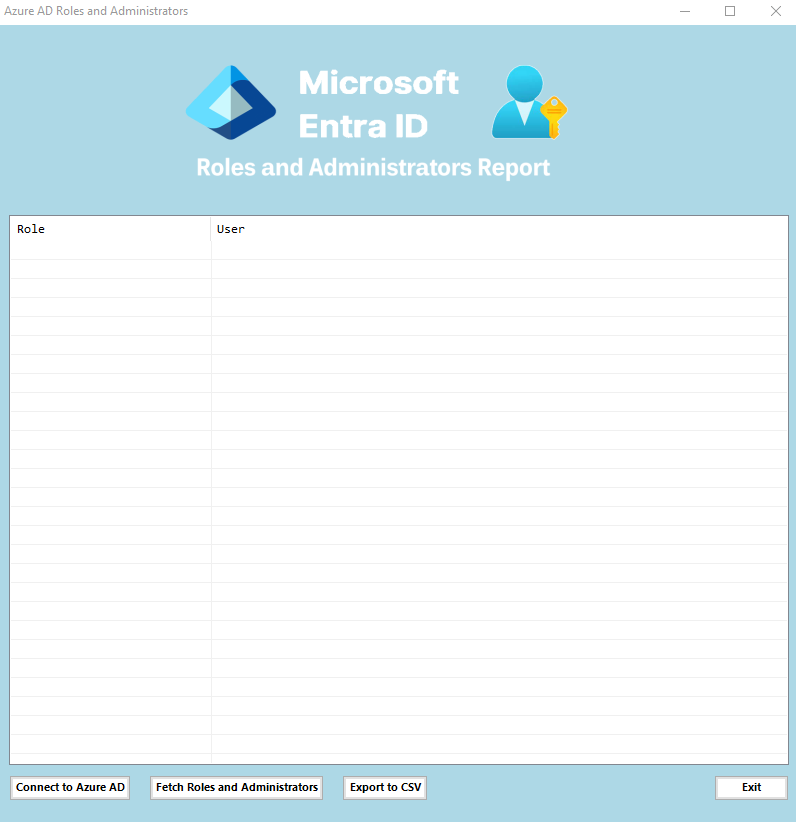 Azure AD Roles and Administrators
Microsoft
Entra ID
Roles and Administrators Report
Role User
Connect to Azure AD Fetch Roles and Administrators Export to CSV Exit